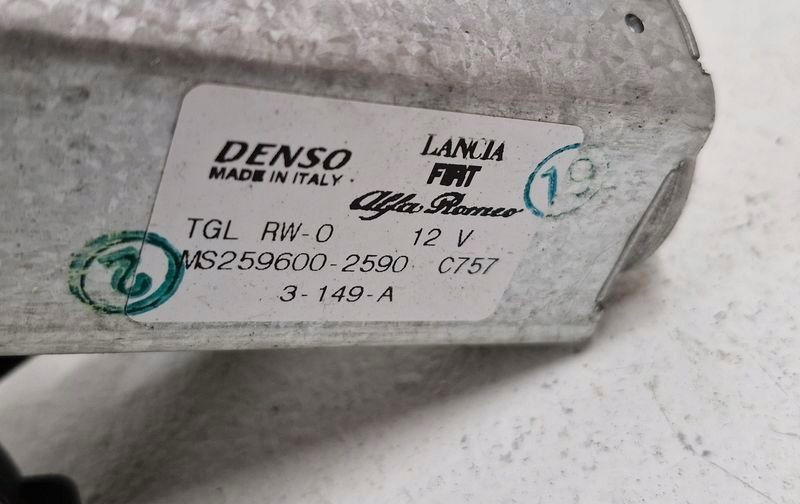 DENSO
MADE IN ITALY
LANCIA
FIAT
Alfa Romeo
TGL RW-0 12 V
MS259600-2590 C757
3-149-A
2
19